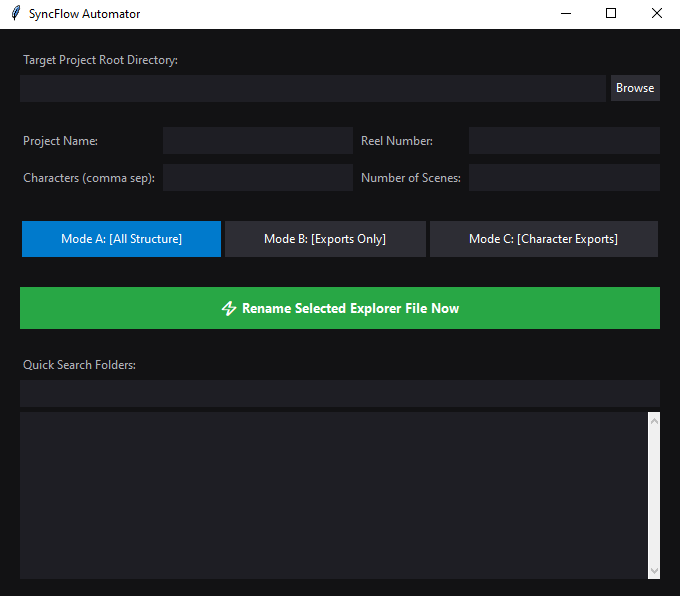 SyncFlow Automator
Target Project Root Directory:
Browse
Project Name:
Reel Number:
Characters (comma sep):
Number of Scenes:
Mode A: [All Structure]
Mode B: [Exports Only]
Mode C: [Character Exports]
Rename Selected Explorer File Now
Quick Search Folders: